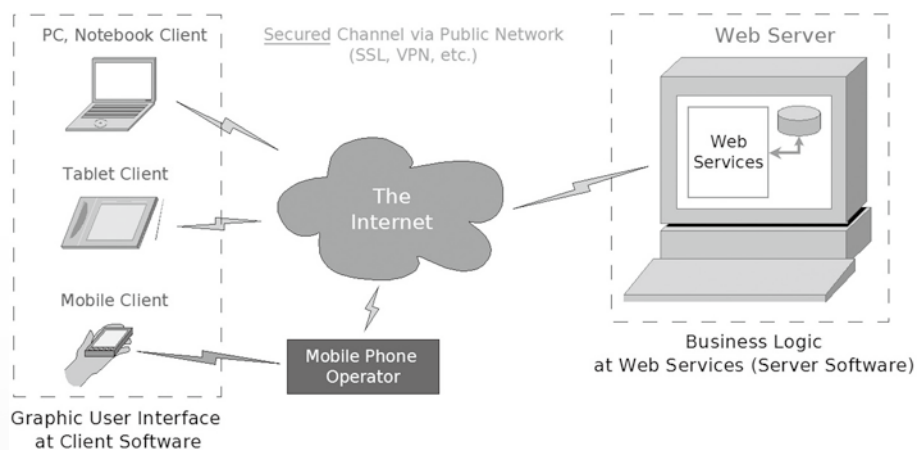 PC, Notebook Client
Secured Channel via Public Network
(SSL, VPN, etc.)
Web Server
Web
Services
Tablet Client
The
Internet
Mobile Client
Mobile Phone
Operator
Business Logic
at Web Services (Server Software)
Graphic User Interface
at Client Software